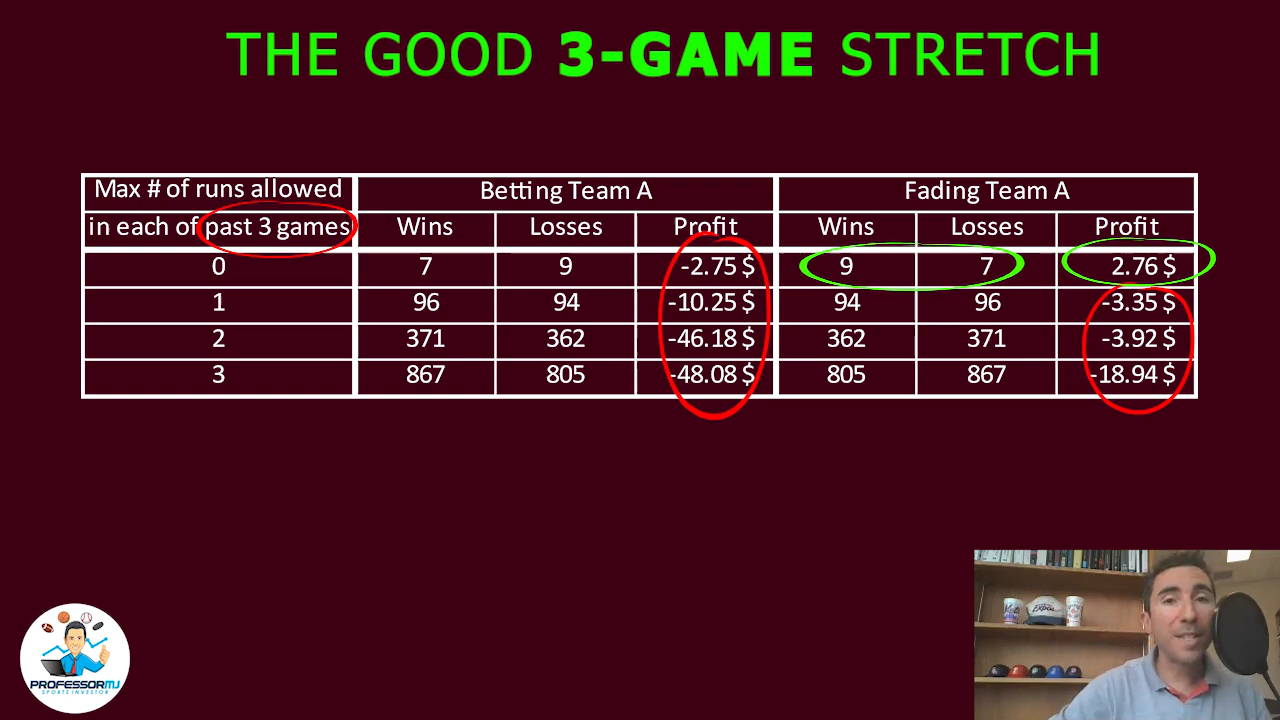 THE GOOD 3-GAME STRETCH
Max # of runs allowed Betting Team A Fading Team A
in each of past 3 games Wins Losses Profit Wins Losses Profit
0 7 9 -2.75 $ 9 7 2.76 $
1 96 94 -10.25 $ 94 96 -3.35 $
2 371 362 -46.18 $ 362 371 -3.92 $
3 867 805 -48.08 $ 805 867 -18.94 $
PROFESSORMJ
SPORTS INVESTOR